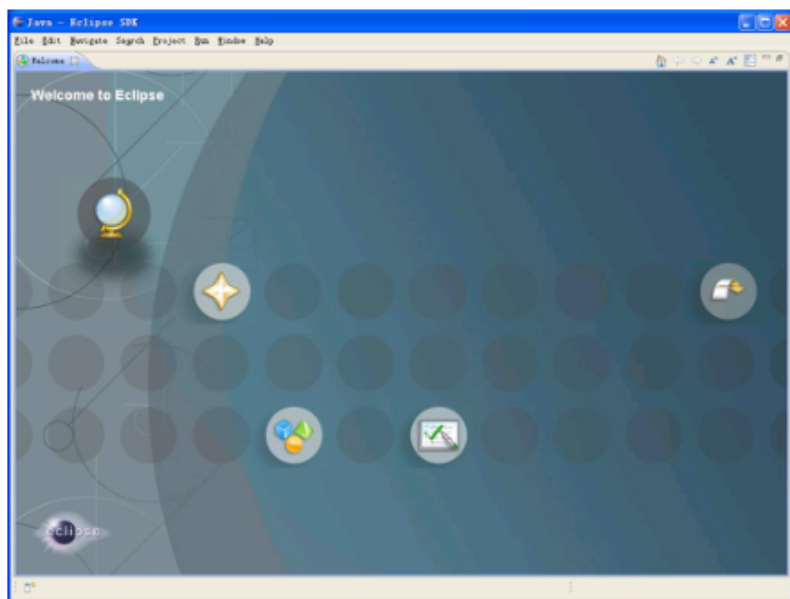 Java - Eclipse SDK
File Edit Navigate Search Project Run Window Help
Welcome
Welcome to Eclipse
eclipse